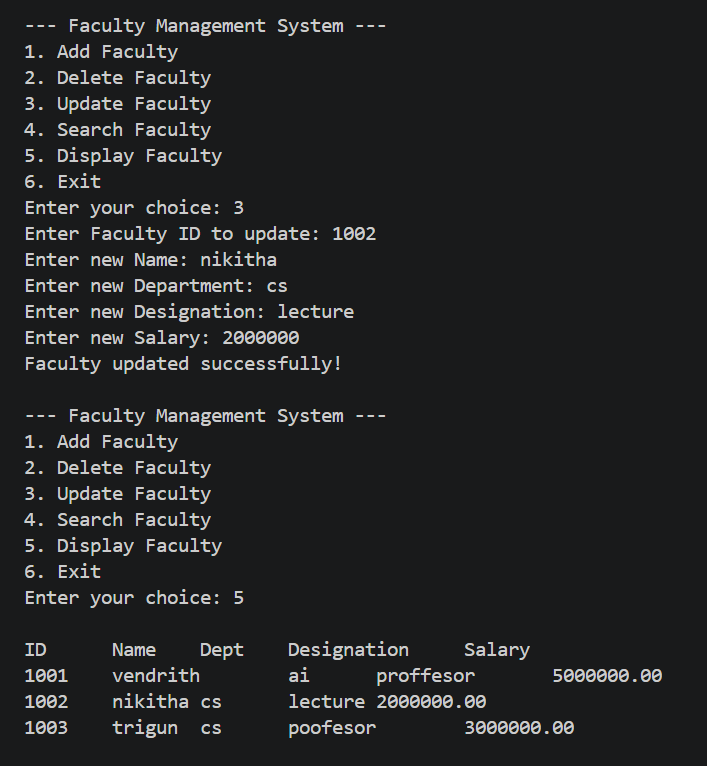 --- Faculty Management System ---
1. Add Faculty
2. Delete Faculty
3. Update Faculty
4. Search Faculty
5. Display Faculty
6. Exit
Enter your choice: 3
Enter Faculty ID to update: 1002
Enter new Name: nikitha
Enter new Department: cs
Enter new Designation: lecture
Enter new Salary: 2000000
Faculty updated successfully!
--- Faculty Management System ---
1. Add Faculty
2. Delete Faculty
3. Update Faculty
4. Search Faculty
5. Display Faculty
6. Exit
Enter your choice: 5
ID      Name    Dept    Designation     Salary
1001    vendrith        ai      proffesor       5000000.00
1002    nikitha cs      lecture 2000000.00
1003    trigun  cs      poofesor        3000000.00